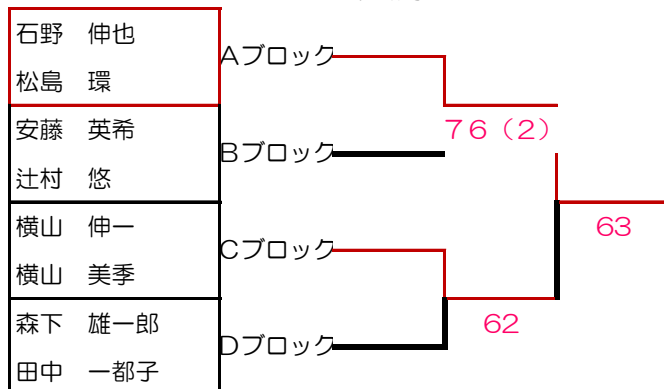 石野　伸也
松島　環
Aブロック
安藤　英希
辻村　悠
Bブロック
76（2）
横山　伸一
横山　美季
Cブロック
63
森下　雄一郎
田中　一都子
Dブロック
62